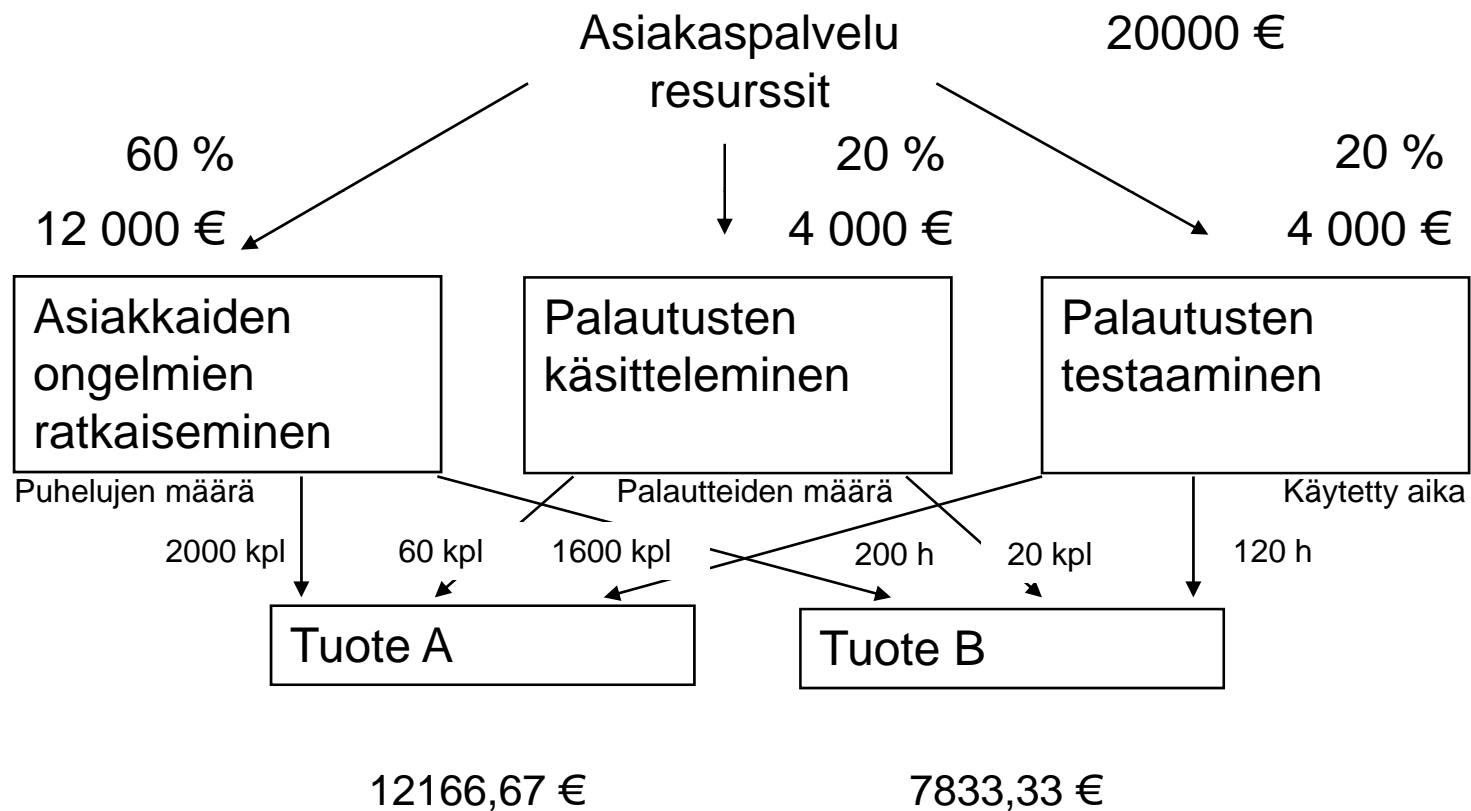 Asiakaspalvelu
resurssit
20000 €
60 %
20 %
20 %
12 000 €
4 000 €
4 000 €
Asiakkaiden
ongelmien
ratkaiseminen
Palautusten
käsitteleminen
Palautusten
testaaminen
Puhelujen määrä
Palautteiden määrä
Käytetty aika
2000 kpl
60 kpl
1600 kpl
200 h
20 kpl
120 h
Tuote A
Tuote B
12166,67 €
7833,33 €